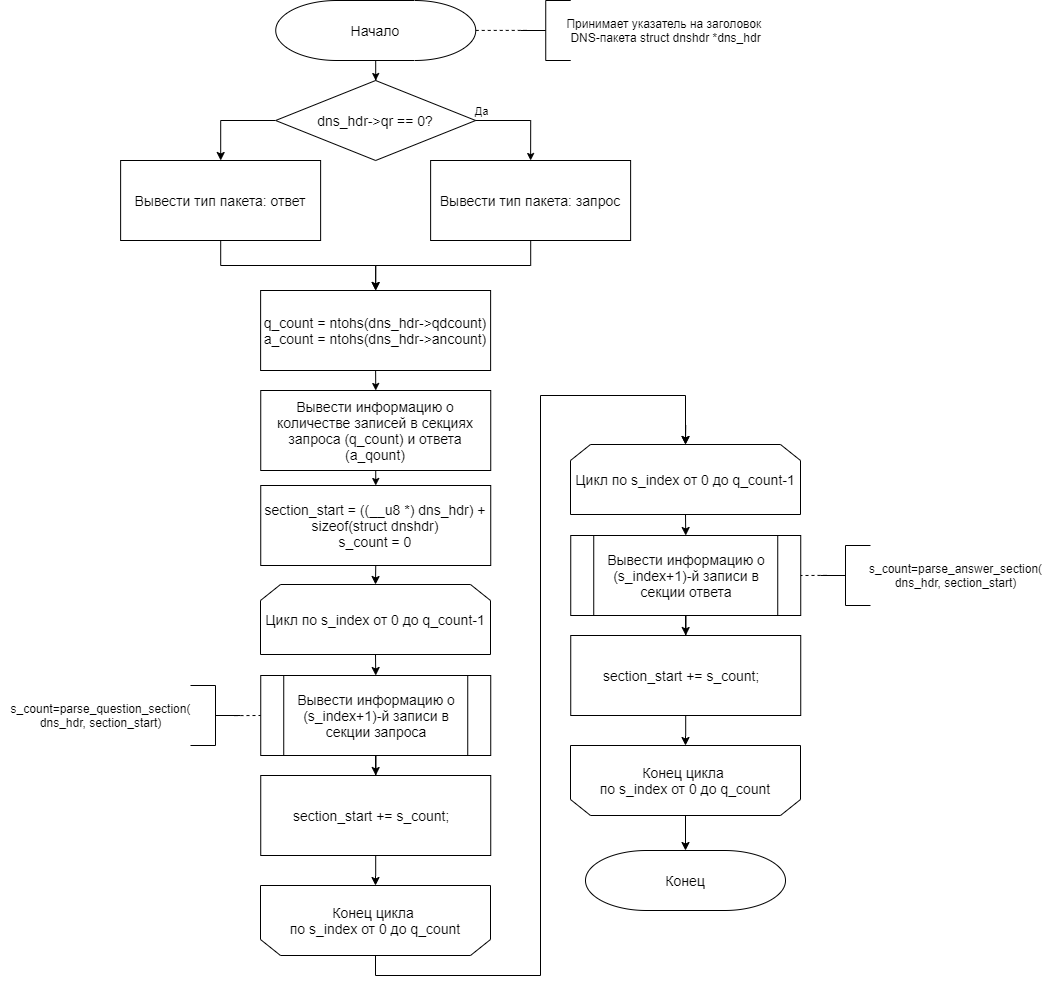 Начало
Принимает указатель на заголовок
DNS-пакета struct dnshdr *dns_hdr
dns_hdr->qr == 0?
Да
Вывести тип пакета: ответ
Вывести тип пакета: запрос
q_count = ntohs(dns_hdr->qdcount)
a_count = ntohs(dns_hdr->ancount)
Вывести информацию о
количестве записей в секциях
запроса (q_count) и ответа
(a_qount)
section_start = ((__u8 *) dns_hdr) +
sizeof(struct dnshdr)
s_count = 0
Цикл по s_index от 0 до q_count-1
s_count=parse_question_section(
dns_hdr, section_start)
Вывести информацию о
(s_index+1)-й записи в
секции запроса
section_start += s_count;
Конец цикла
по s_index от 0 до q_count
Цикл по s_index от 0 до q_count-1
Вывести информацию о
(s_index+1)-й записи в
секции ответа
s_count=parse_answer_section(
dns_hdr, section_start)
section_start += s_count;
Конец цикла
по s_index от 0 до q_count
Конец